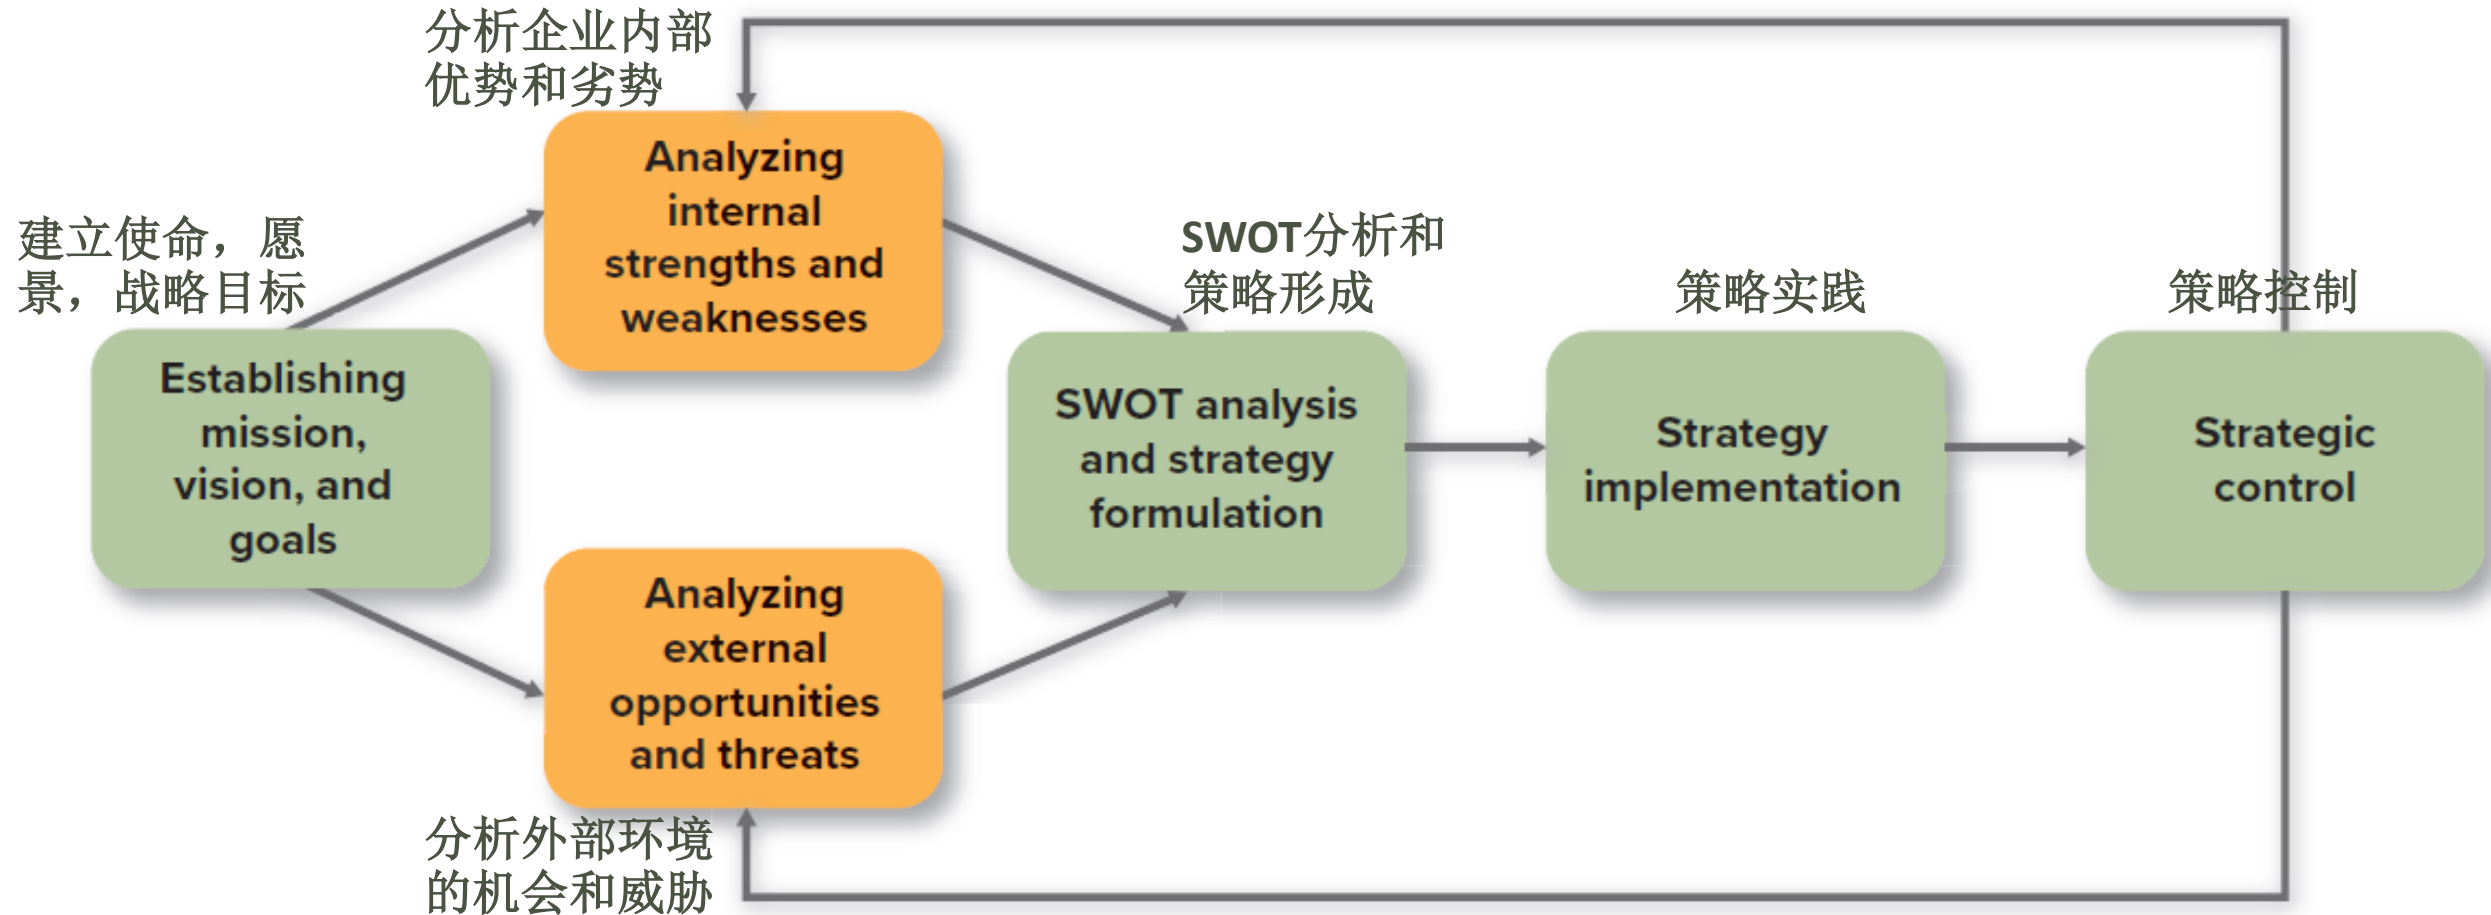 分析企业内部
优势和劣势
Analyzing
internal
strengths and
weaknesses
建立使命，愿
景，战略目标
Establishing
mission,
vision, and
goals
SWOT分析和
策略形成
SWOT analysis
and strategy
formulation
策略实践
Strategy
implementation
策略控制
Strategic
control
Analyzing
external
opportunities
and threats
分析外部环境
的机会和威胁